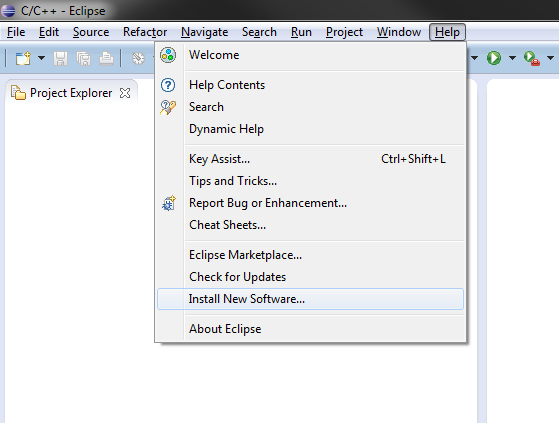 C/C++ - Eclipse
File Edit Source Refactor Navigate Search Run Project Window Help
Project Explorer
Welcome
Help Contents
Search
Dynamic Help
Key Assist... Ctrl+Shift+L
Tips and Tricks...
Report Bug or Enhancement...
Cheat Sheets...
Eclipse Marketplace...
Check for Updates
Install New Software...
About Eclipse